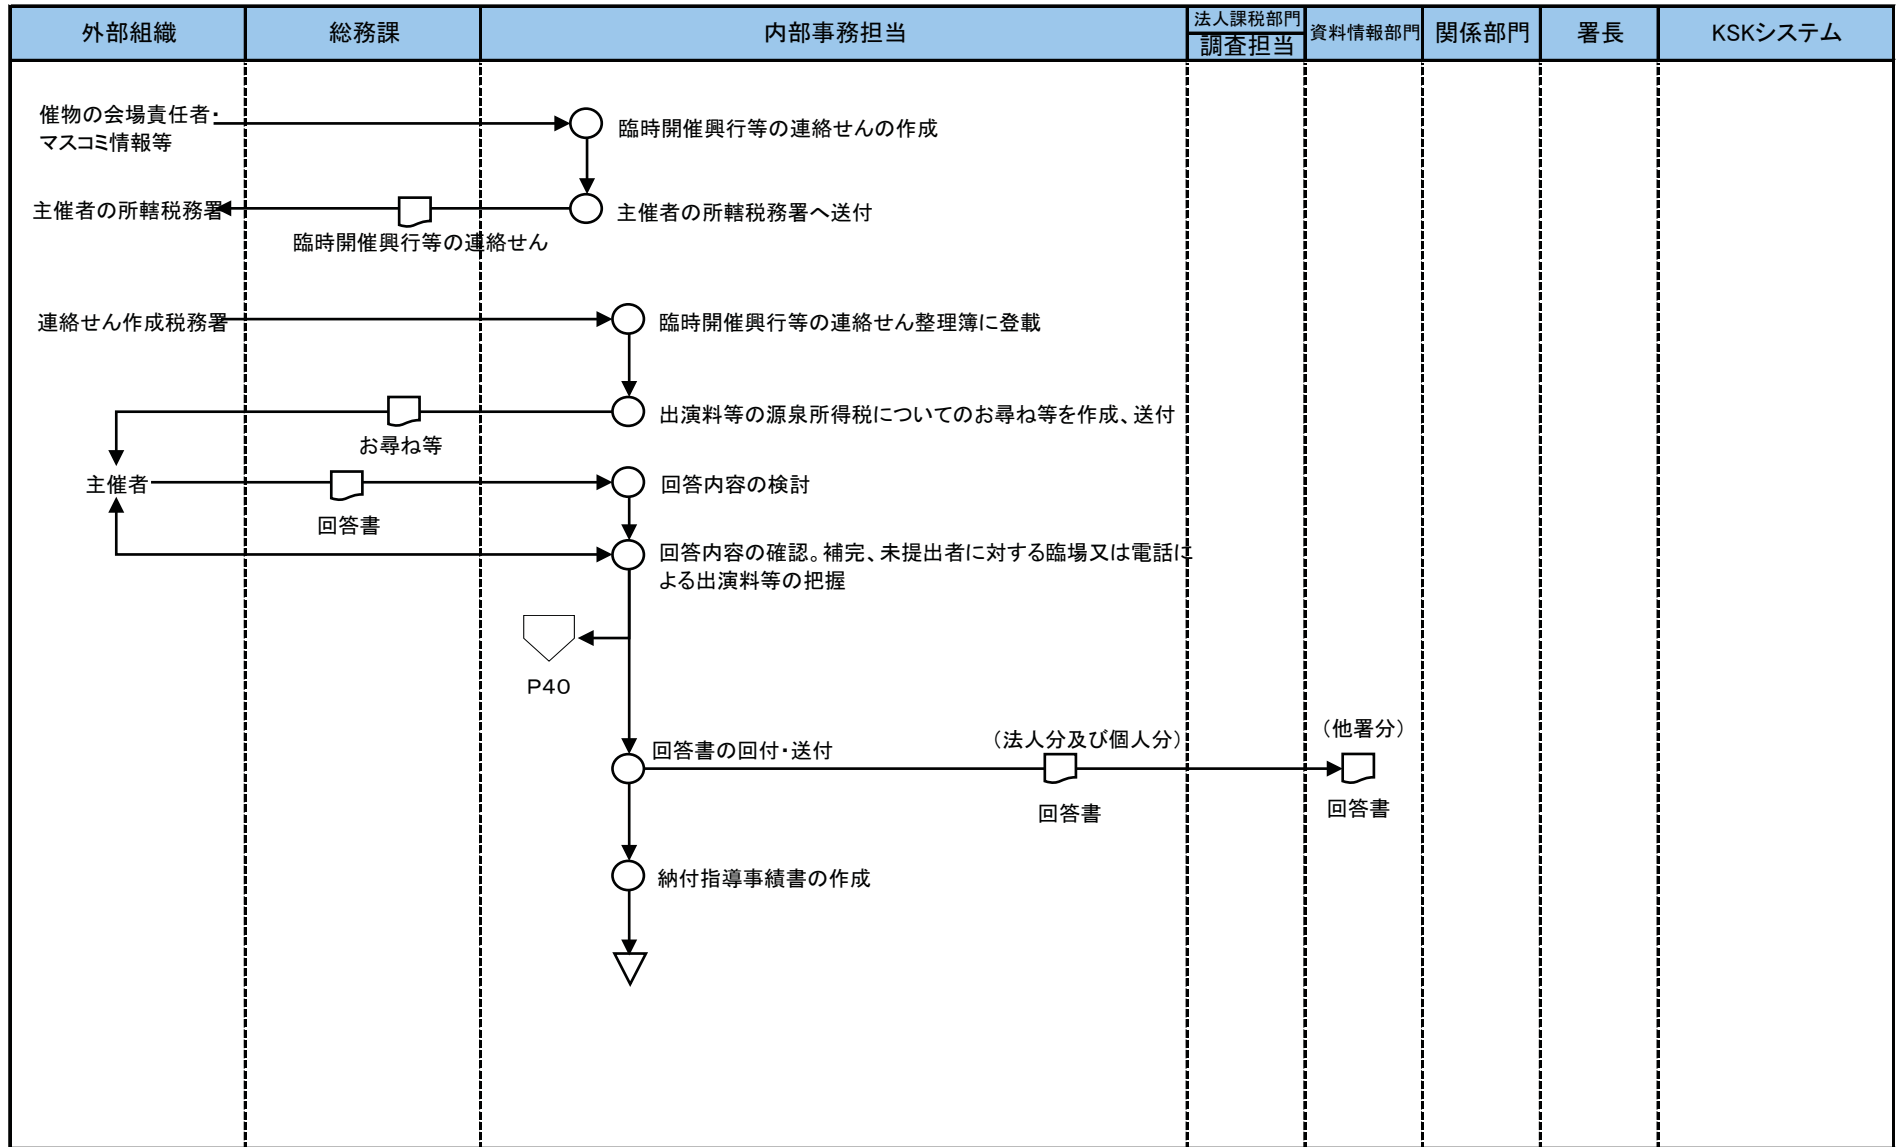 外部組織
総務課
内部事務担当
法人課税部門
調査担当
資料情報部門
関係部門
署長
KSKシステム
催物の会場責任者・
マスコミ情報等
臨時開催興行等の連絡せんの作成
主催者の所轄税務署
主催者の所轄税務署へ送付
臨時開催興行等の連絡せん
連絡せん作成税務署
臨時開催興行等の連絡せん整理簿に登載
出演料等の源泉所得税についてのお尋ね等を作成、送付
お尋ね等
主催者
回答内容の検討
回答書
回答内容の確認。補完、未提出者に対する臨場又は電話に
よる出演料等の把握
P40
回答書の回付・送付
（法人分及び個人分）
（他署分）
回答書
回答書
納付指導事績書の作成